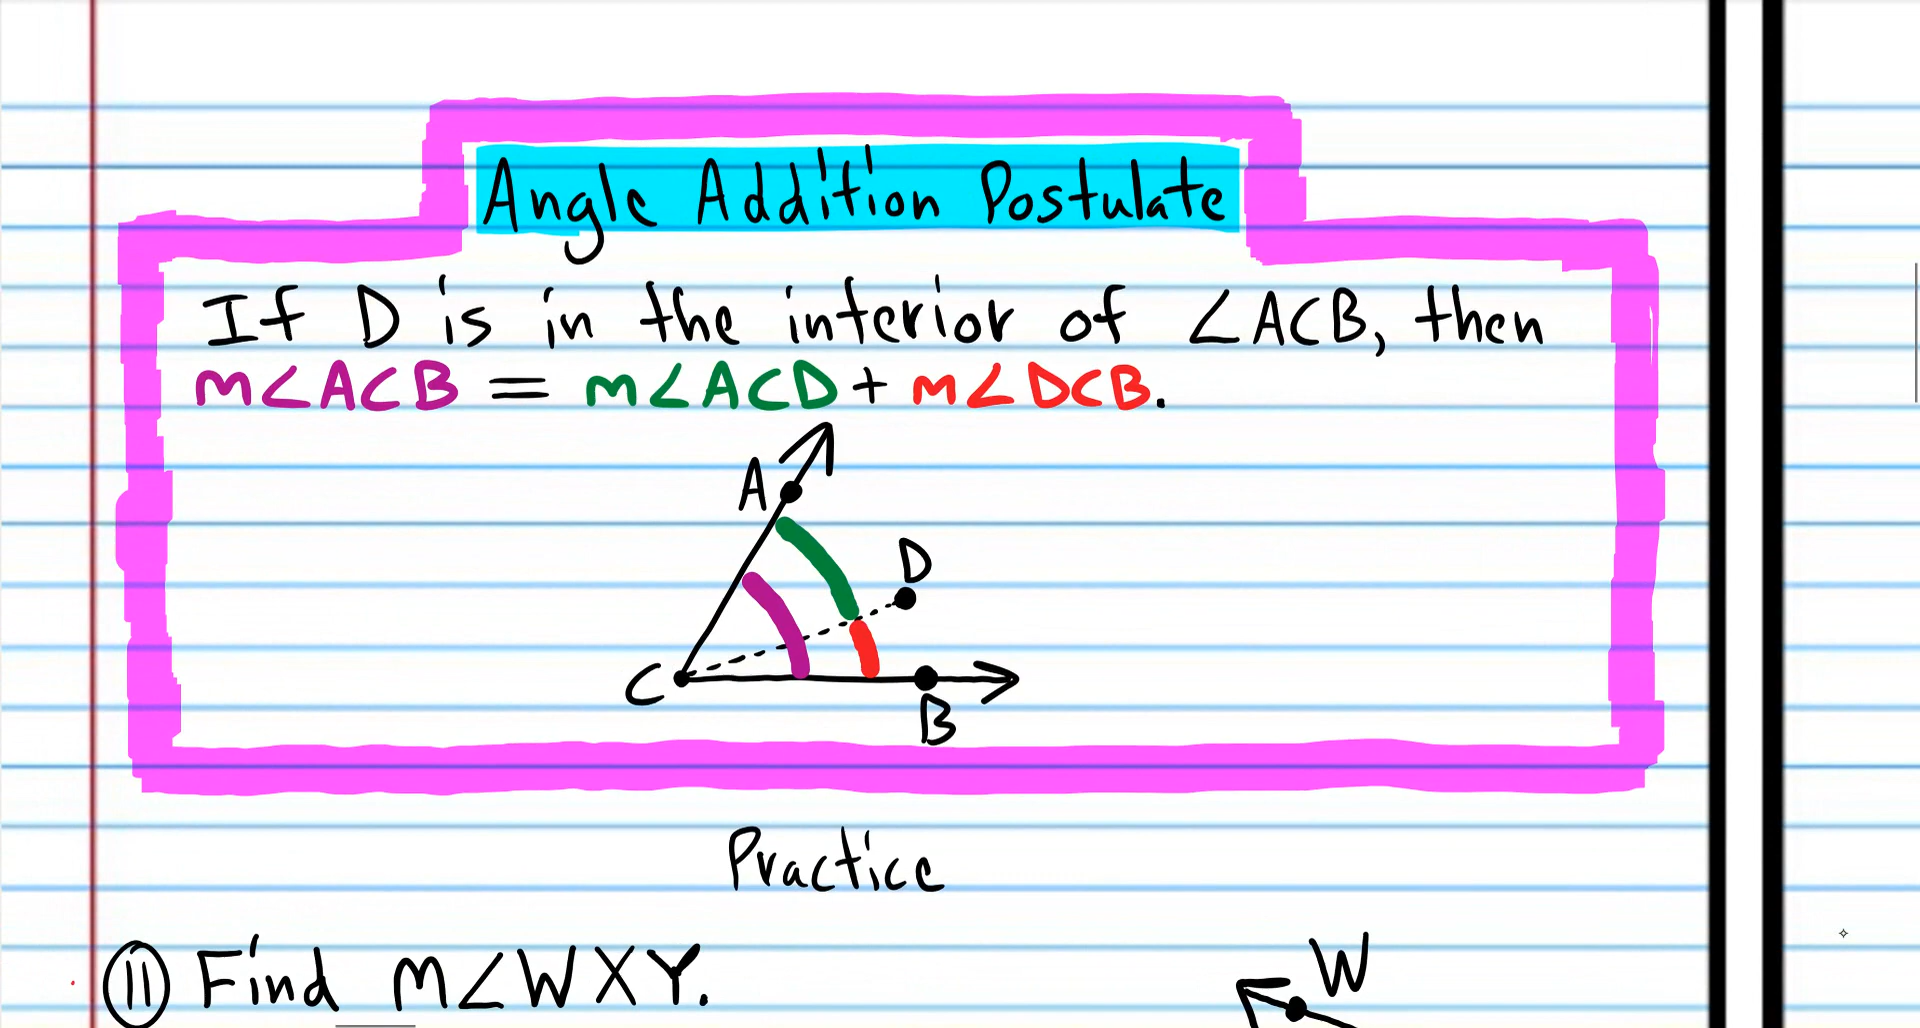 Angle Addition Postulate
If D is in the interior of ∠ACB, then
m∠ACB = m∠ACD + m∠DCB.
A
D
C
B
Practice
⑪ Find m∠WXY.
W